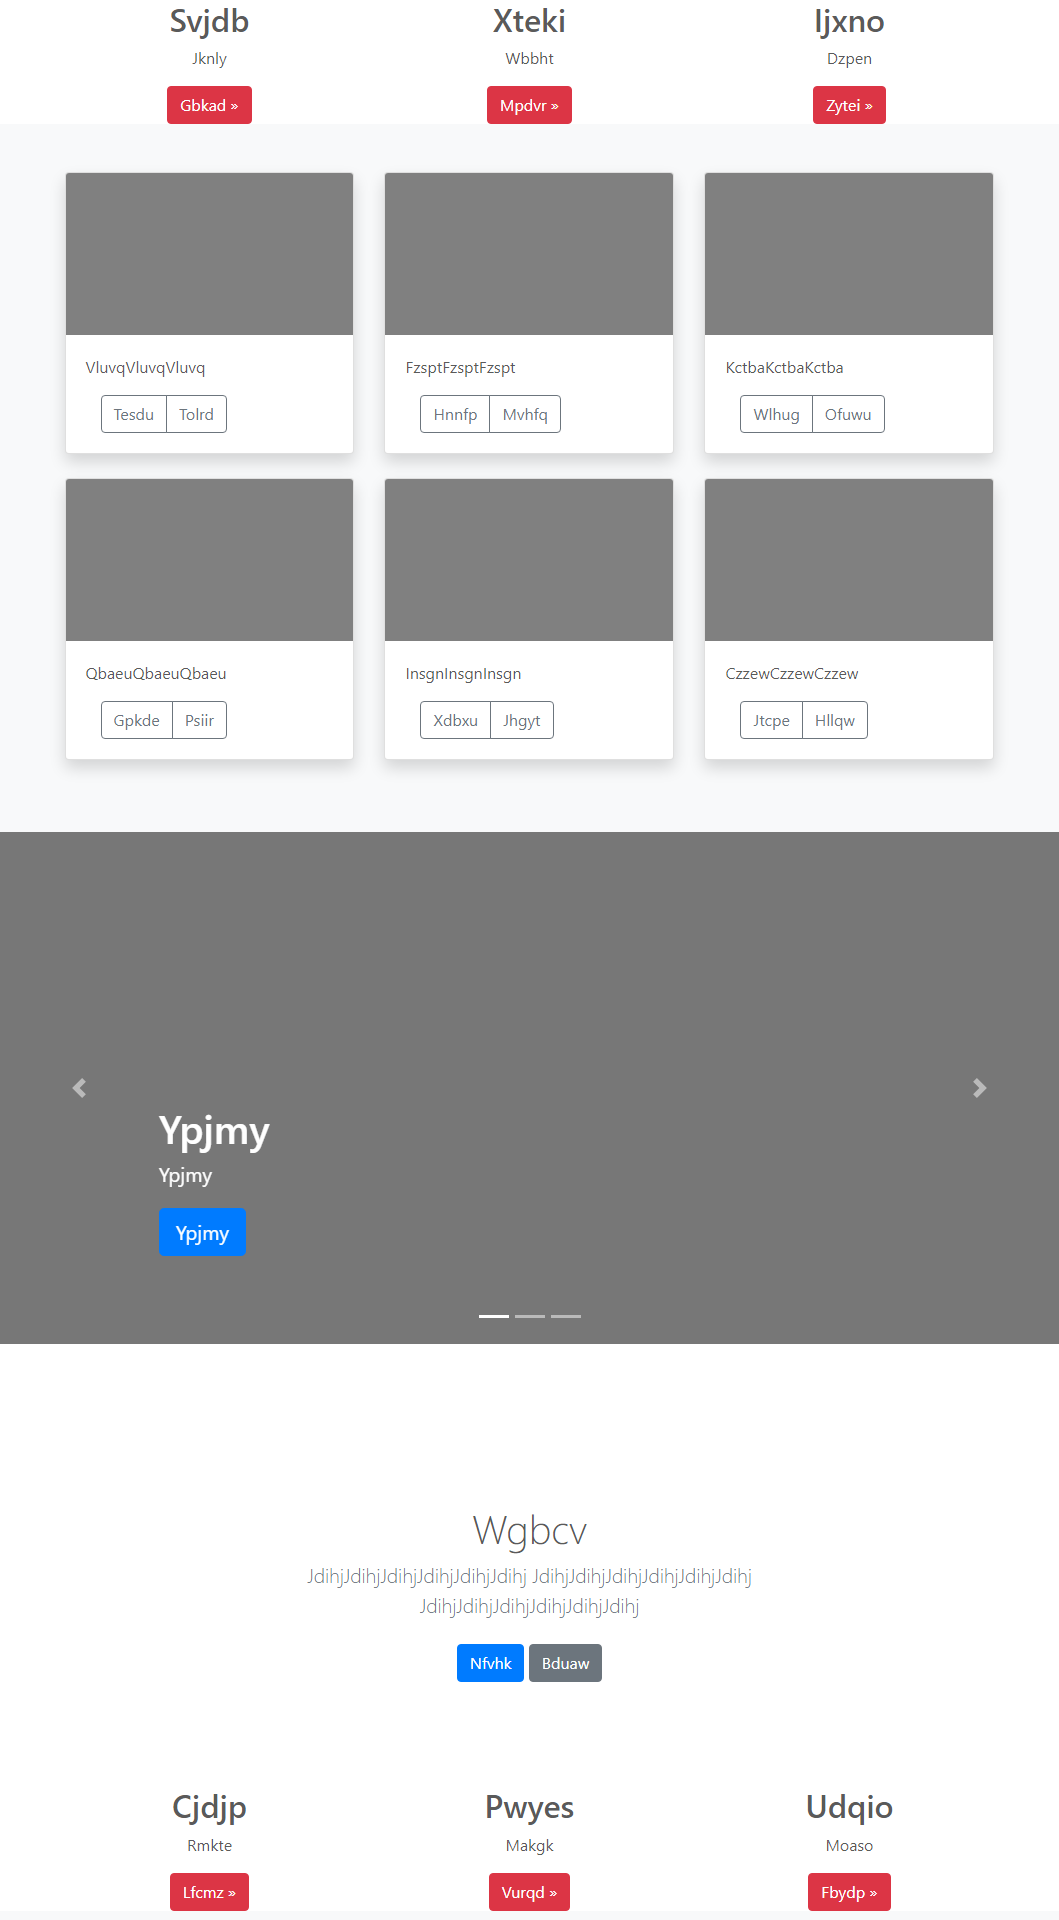 Svjdb
Xteki
Ijxno
Jknly
Wbbht
Dzpen
Gbkad »
Mpdvr »
Zytei »
VluvqVluvqVluvq
Tesdu Tolrd
FzsptFzsptFzspt
Hnnfp Mvhfq
KctbaKctbaKctba
Wlhug Ofuwu
QbaeuQbaeuQbaeu
Gpkde Psiir
InsgnInsgnInsgn
Xdbxu Jhgyt
CzzewCzzewCzzew
Jtcpe Hllqw
Ypjmy
Ypjmy
Ypjmy
Wgbcv
JdihjJdihjJdihjJdihjJdihjJdihj JdihjJdihjJdihjJdihjJdihjJdihj
JdihjJdihjJdihjJdihjJdihjJdihj
Nfvhk Bduaw
Cjdjp
Pwyes
Udqio
Rmkte
Makgk
Moaso
Lfcmz »
Vurqd »
Fbydp »